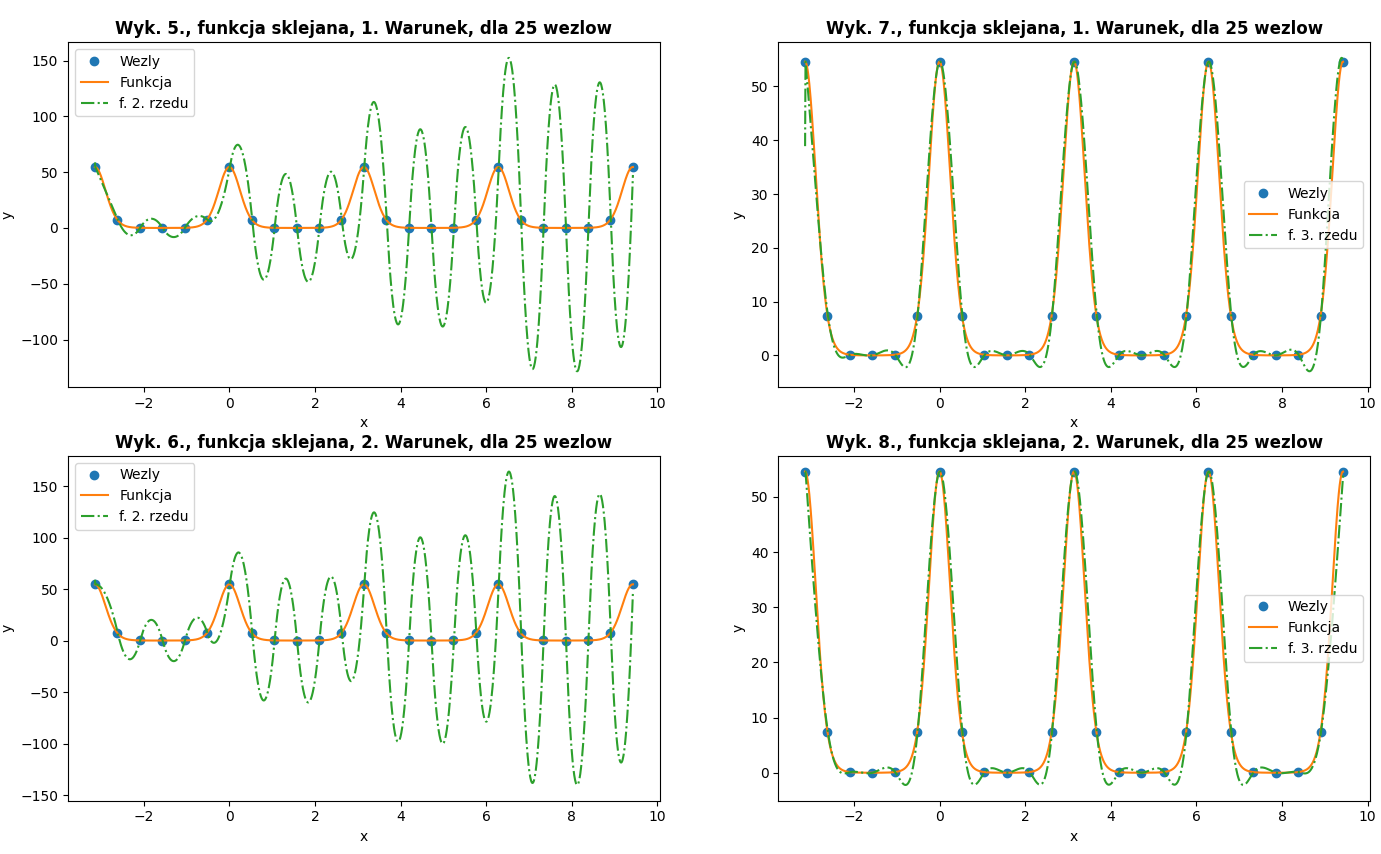 Wyk. 5., funkcja sklejana, 1. Warunek, dla 25 wezlow
150
100
50
0
−50
−100
y
−2
0
2
4
6
8
10
x
Wezly
Funkcja
f. 2. rzedu
Wyk. 7., funkcja sklejana, 1. Warunek, dla 25 wezlow
50
40
30
20
10
0
y
−2
0
2
4
6
8
10
x
Wezly
Funkcja
f. 3. rzedu
Wyk. 6., funkcja sklejana, 2. Warunek, dla 25 wezlow
150
100
50
0
−50
−100
−150
y
−2
0
2
4
6
8
10
x
Wezly
Funkcja
f. 2. rzedu
Wyk. 8., funkcja sklejana, 2. Warunek, dla 25 wezlow
50
40
30
20
10
0
y
−2
0
2
4
6
8
10
x
Wezly
Funkcja
f. 3. rzedu